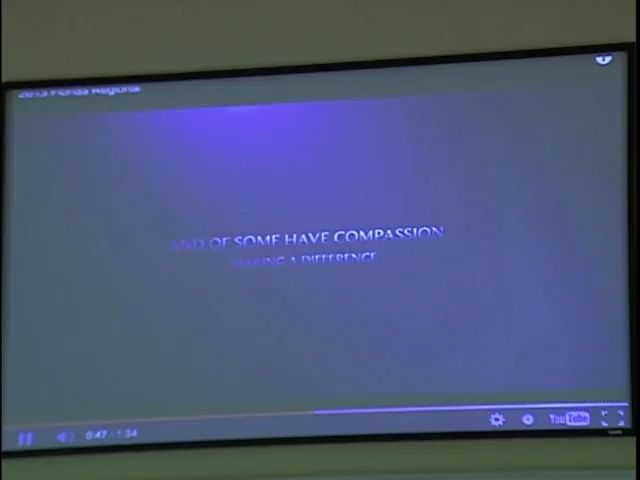 2013 Florida Regional
AND OF SOME HAVE COMPASSION
MAKING A DIFFERENCE
0:47 1:34
YouTube